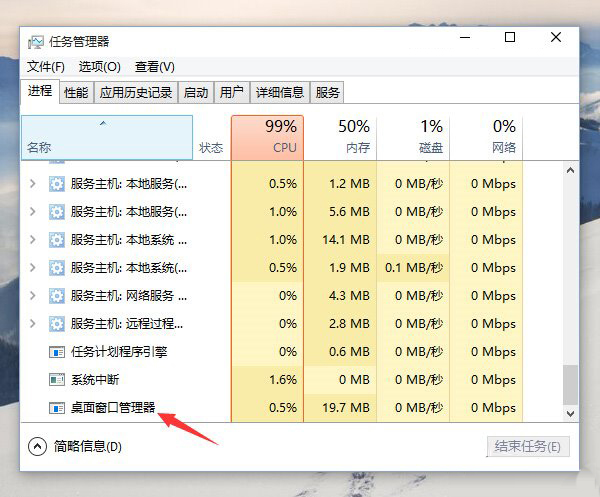 任务管理器
文件(F) 选项(O) 查看(V)
进程 性能 应用历史记录 启动 用户 详细信息 服务
99% 50% 1% 0%
名称 状态 CPU 内存 磁盘 网络
服务主机: 本地服务(... 0.5% 1.2 MB 0 MB/秒 0 Mbps
服务主机: 本地服务(... 1.0% 5.6 MB 0 MB/秒 0 Mbps
服务主机: 本地系统 ... 1.0% 14.1 MB 0 MB/秒 0 Mbps
服务主机: 本地系统(... 0.5% 1.9 MB 0.1 MB/秒 0 Mbps
服务主机: 网络服务 ... 0% 4.3 MB 0 MB/秒 0 Mbps
服务主机: 远程过程... 0% 2.8 MB 0 MB/秒 0 Mbps
任务计划程序引擎 0% 0.6 MB 0 MB/秒 0 Mbps
系统中断 1.6% 0 MB 0 MB/秒 0 Mbps
桌面窗口管理器 0.5% 19.7 MB 0 MB/秒 0 Mbps
简略信息(D) 结束任务(E)